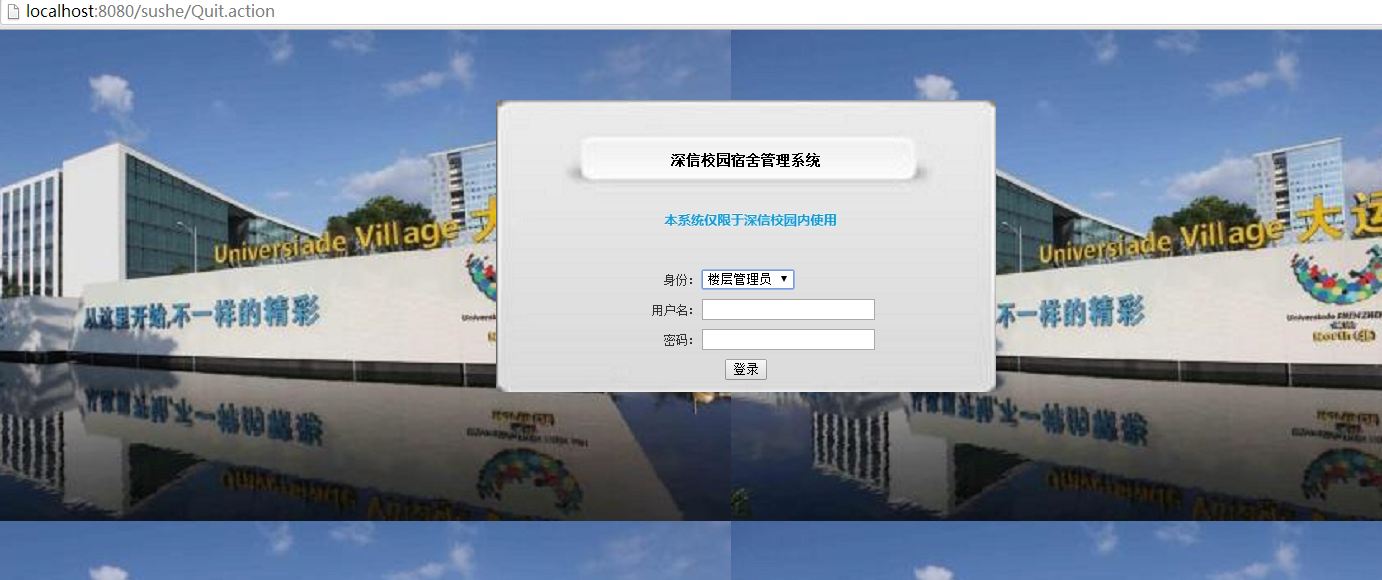 localhost:8080/sushe/Quit.action
深信校园宿舍管理系统
本系统仅限于深信校园内使用
身份： 楼层管理员
用户名：
密码：
登录
Universiade Village 大
从这里开始,不一样的精彩
Universiade Village 大运
不一样的精彩
North